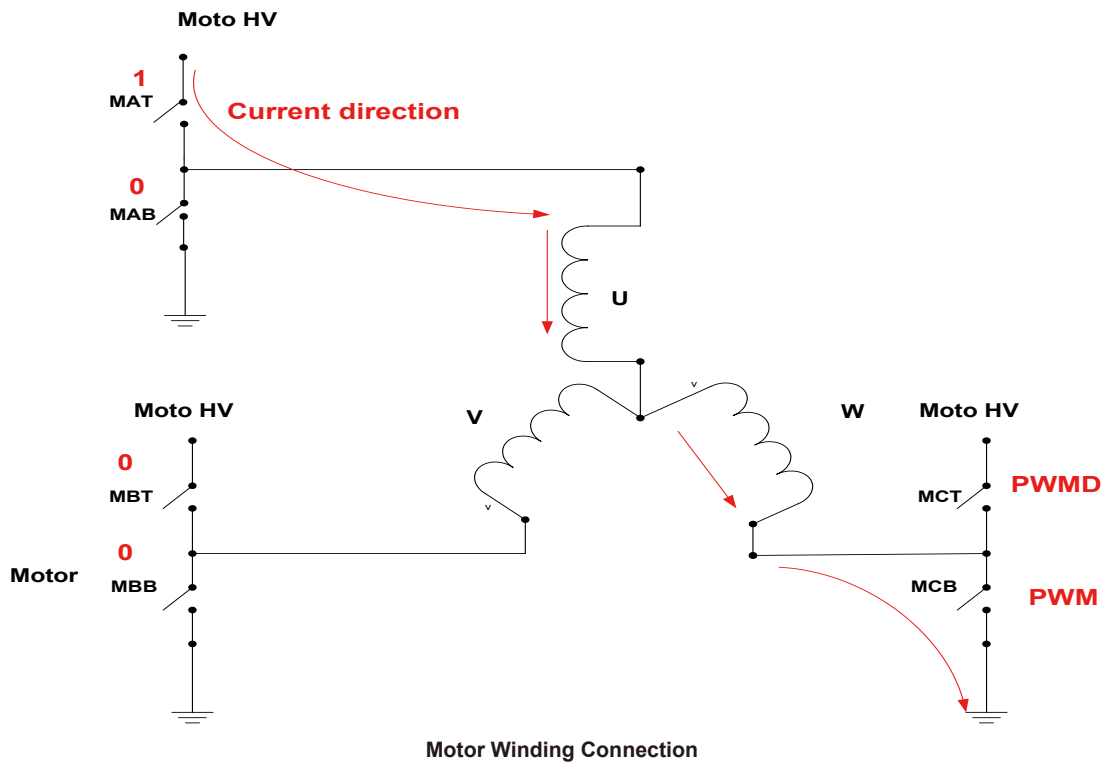 Moto HV
1
MAT
Current direction
0
MAB
U
Moto HV
V
W
Moto HV
0
MBT
MCT
PWMD
0
Motor
MBB
MCB
PWM
v
v
v
Motor Winding Connection